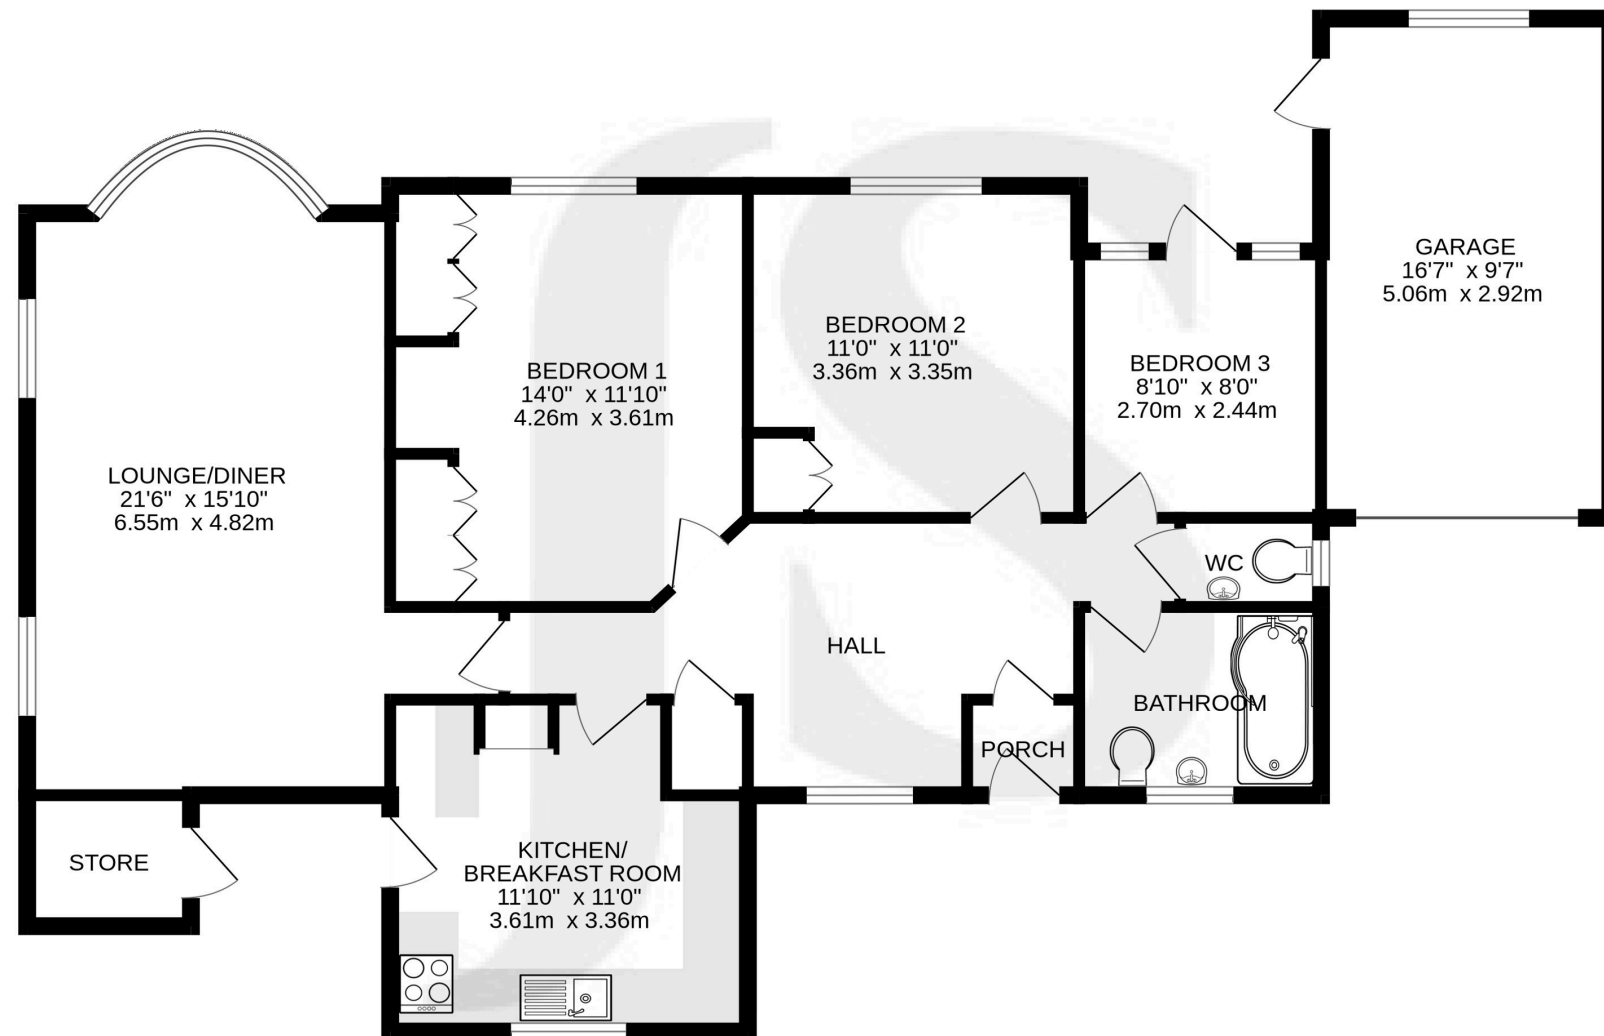 GARAGE
16'7" x 9'7"
5.06m x 2.92m
BEDROOM 2
11'0" x 11'0"
3.36m x 3.35m
BEDROOM 3
8'10" x 8'0"
2.70m x 2.44m
BEDROOM 1
14'0" x 11'10"
4.26m x 3.61m
LOUNGE/DINER
21'6" x 15'10"
6.55m x 4.82m
WC
HALL
BATHROOM
PORCH
STORE
KITCHEN/
BREAKFAST ROOM
11'10" x 11'0"
3.61m x 3.36m